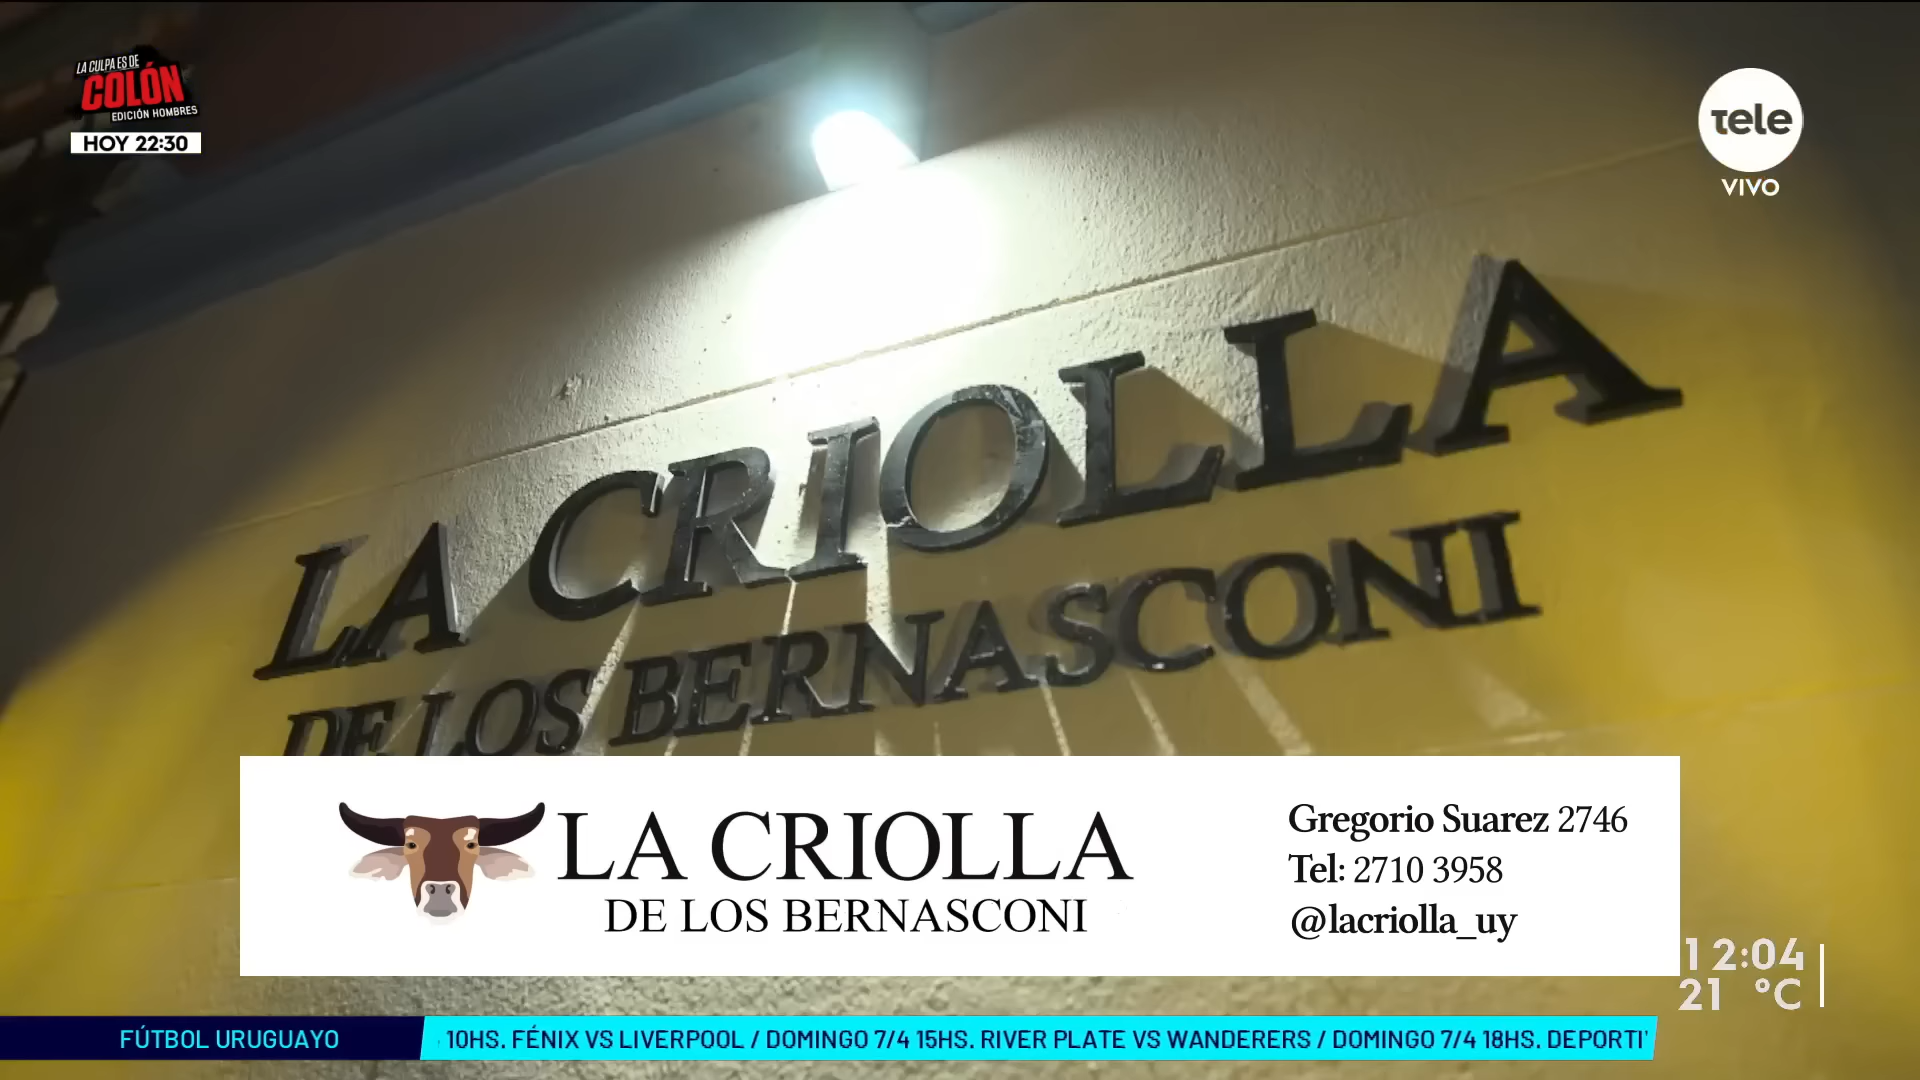 LA CULPA ES DE
COLÓN
EDICIÓN HOMBRES
HOY 22:30
tele
VIVO
LA CRIOLLA
DE LOS BERNASCONI
LA CRIOLLA
DE LOS BERNASCONI
Gregorio Suarez 2746
Tel: 2710 3958
@lacriolla_uy
12:04
21 °C
FÚTBOL URUGUAYO
10HS. FÉNIX VS LIVERPOOL / DOMINGO 7/4 15HS. RIVER PLATE VS WANDERERS / DOMINGO 7/4 18HS. DEPORTI